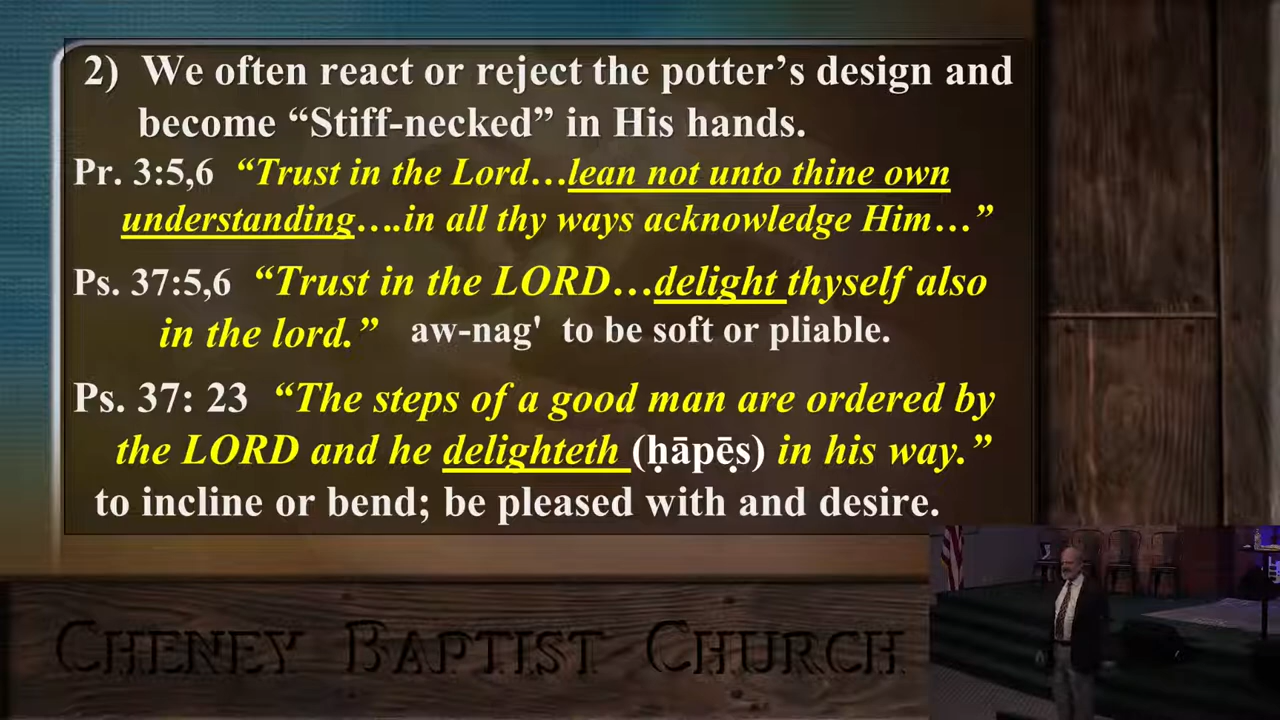 2) We often react or reject the potter’s design and
become “Stiff-necked” in His hands.
Pr. 3:5,6 “Trust in the Lord…lean not unto thine own
understanding….in all thy ways acknowledge Him…”
Ps. 37:5,6 “Trust in the LORD…delight thyself also
in the lord.” aw-nag' to be soft or pliable.
Ps. 37: 23 “The steps of a good man are ordered by
the LORD and he delighteth (ḥāpēṣ) in his way.”
to incline or bend; be pleased with and desire.
CHENEY BAPTIST CHURCH